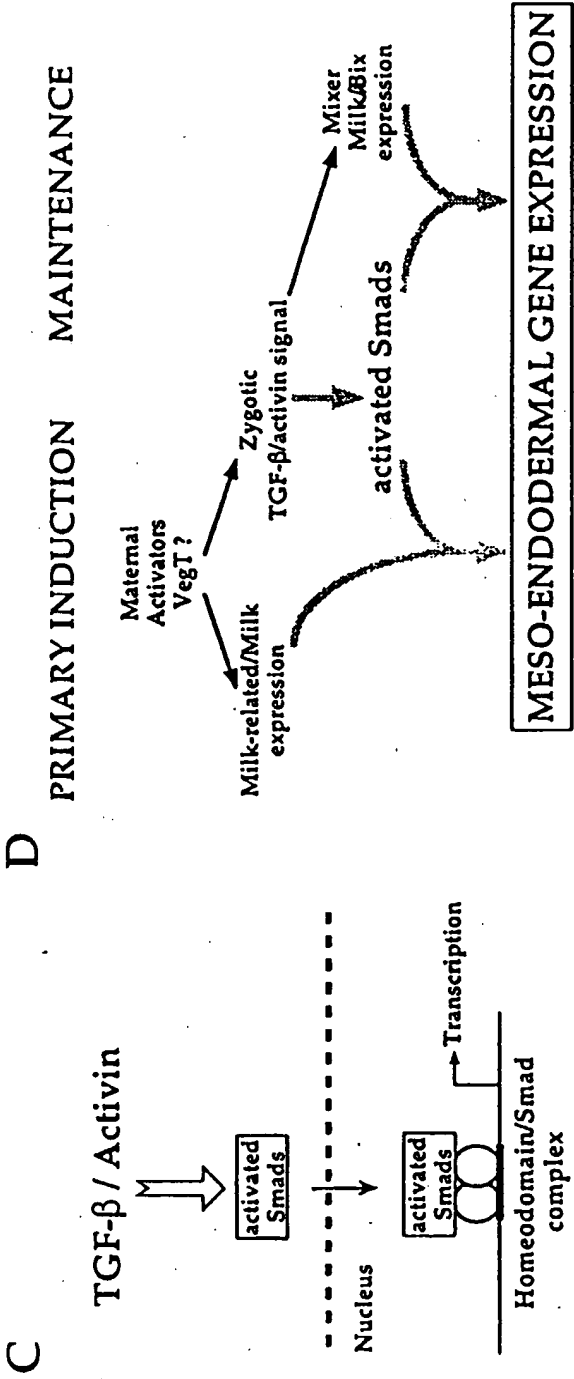 C
TGF-β / Activin
activated
Smads
Nucleus
activated
Smads
Transcription
Homeodomain/Smad
complex
D
PRIMARY INDUCTION
MAINTENANCE
Maternal
Activators
VegT ?
Milk-related/Milk
expression
Zygotic
TGF-β/activin signal
Mixer
Milk/Bix
expression
activated Smads
MESO-ENDODERMAL GENE EXPRESSION